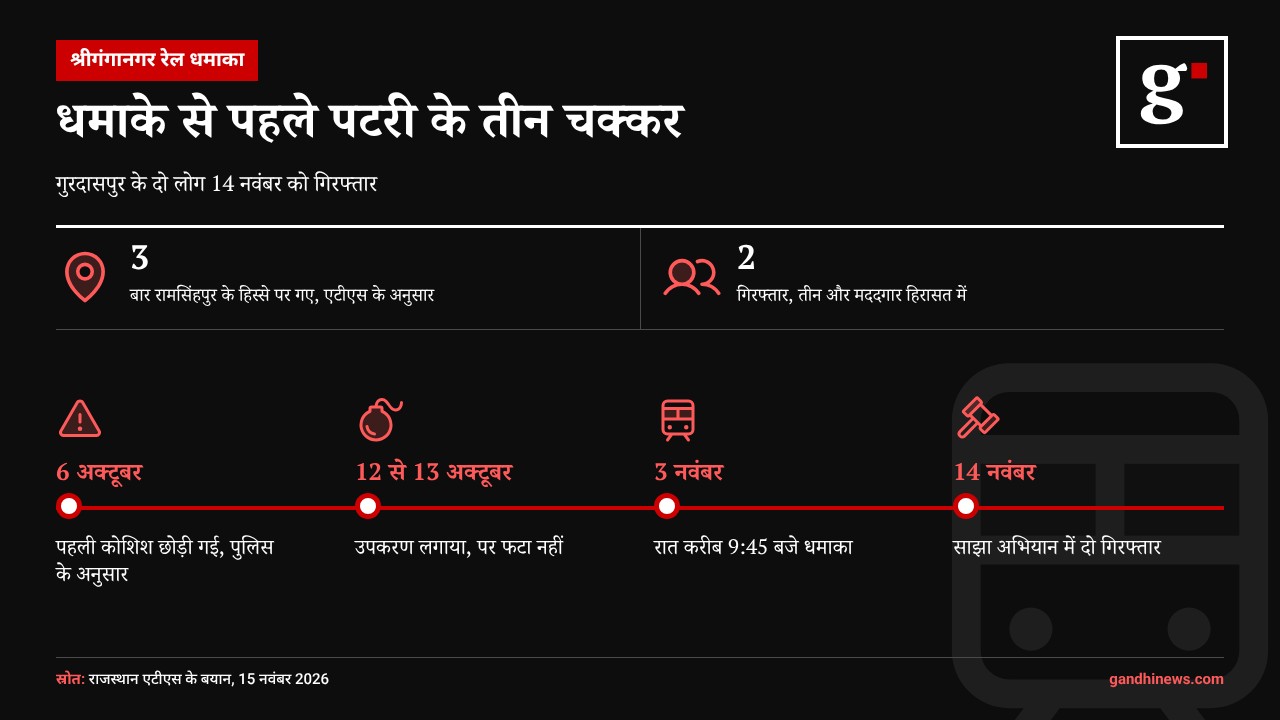 श्रीगंगानगर रेल धमाका
g
धमाके से पहले पटरी के तीन चक्कर
गुरदासपुर के दो लोग 14 नवंबर को गिरफ्तार
3
बार रामसिंहपुर के हिस्से पर गए, एटीएस के अनुसार
2
गिरफ्तार, तीन और मददगार हिरासत में
6 अक्टूबर
12 से 13 अक्टूबर
3 नवंबर
14 नवंबर
पहली कोशिश छोड़ी गई, पुलिस
के अनुसार
उपकरण लगाया, पर फटा नहीं
रात करीब 9:45 बजे धमाका
साझा अभियान में दो गिरफ्तार
स्रोत: राजस्थान एटीएस के बयान, 15 नवंबर 2026
gandhinews.com